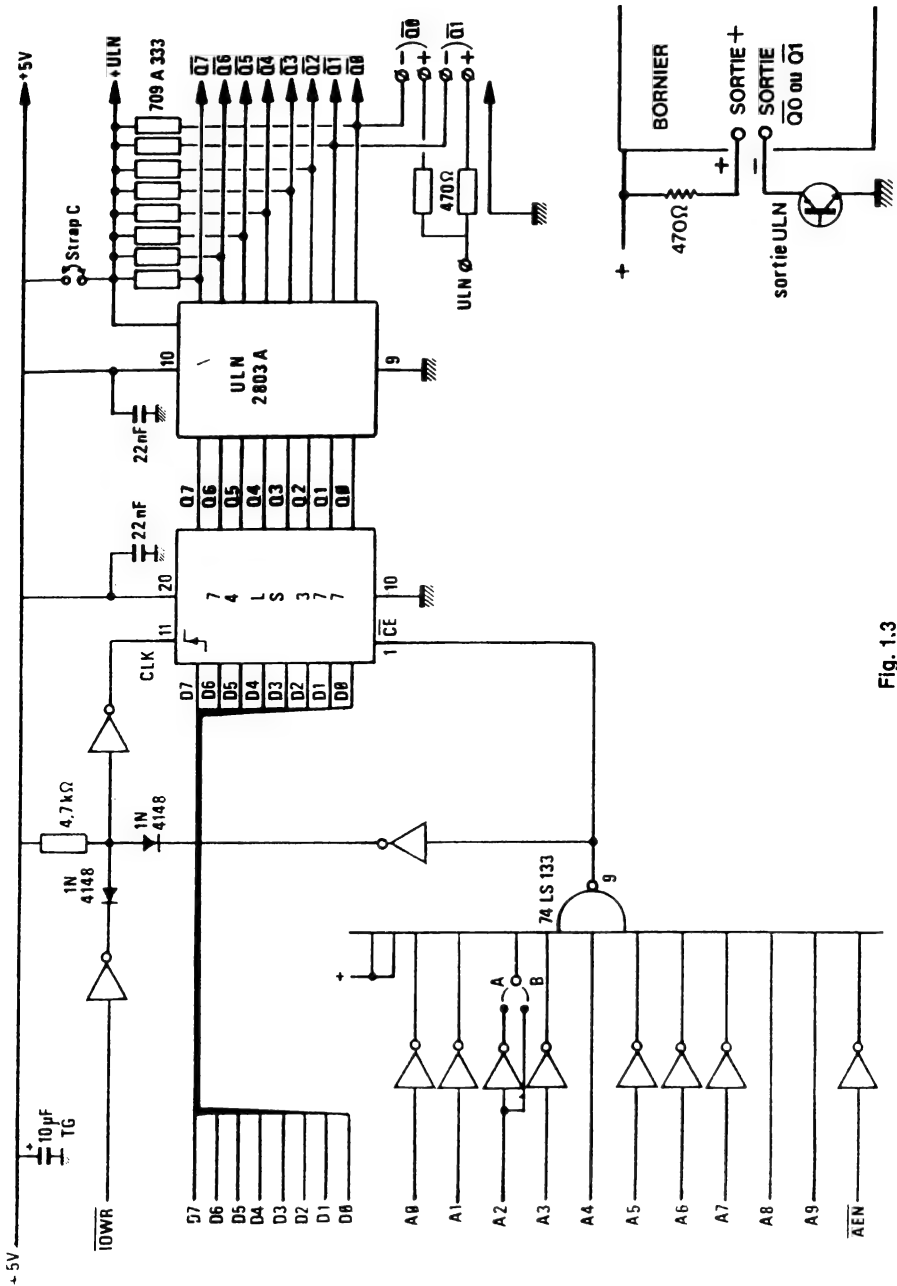 + 5V
+5V
10µF
+
TG
4,7 kΩ
1N
4148
1N
4148
IOWR
CLK
11
20
22nF
22nF
10
Strap C
+ULN
709 A 333
D7
D6
D5
D4
D3
D2
D1
D0
D7
D6
D5
D4
D3
D2
D1
D0
7
4
L
S
3
7
7
1
CE
10
Q7
Q6
Q5
Q4
Q3
Q2
Q1
Q0
ULN
2803 A
9
Q7
Q6
Q5
Q4
Q3
Q2
Q1
Q0
-
+
Q0
-
+
Q1
470Ω
ULN
74 LS 133
9
+
A
B
A0
A1
A2
A3
A4
A5
A6
A7
A8
A9
AEN
BORNIER
+
470Ω
+
SORTIE +
-
SORTIE
Q0 ou Q1
sortie ULN
Fig. 1.3